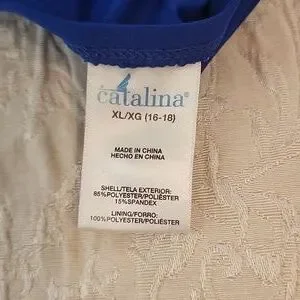 catalina®
XL/XG (16-18)
MADE IN CHINA
HECHO EN CHINA
SHELL/TELA EXTERIOR:
85%POLYESTER/POLIÉSTER
15%SPANDEX
LINING/FORRO:
100%POLYESTER/POLIÉSTER